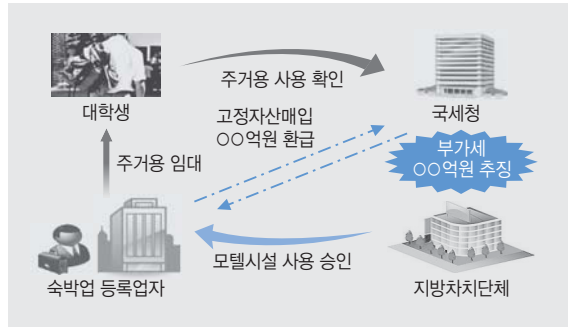 주거용 사용 확인
대학생
국세청
고정자산매입
○○억원 환급
주거용 임대
부가세
○○억원 추징
모텔시설 사용 승인
숙박업 등록업자
지방차치단체